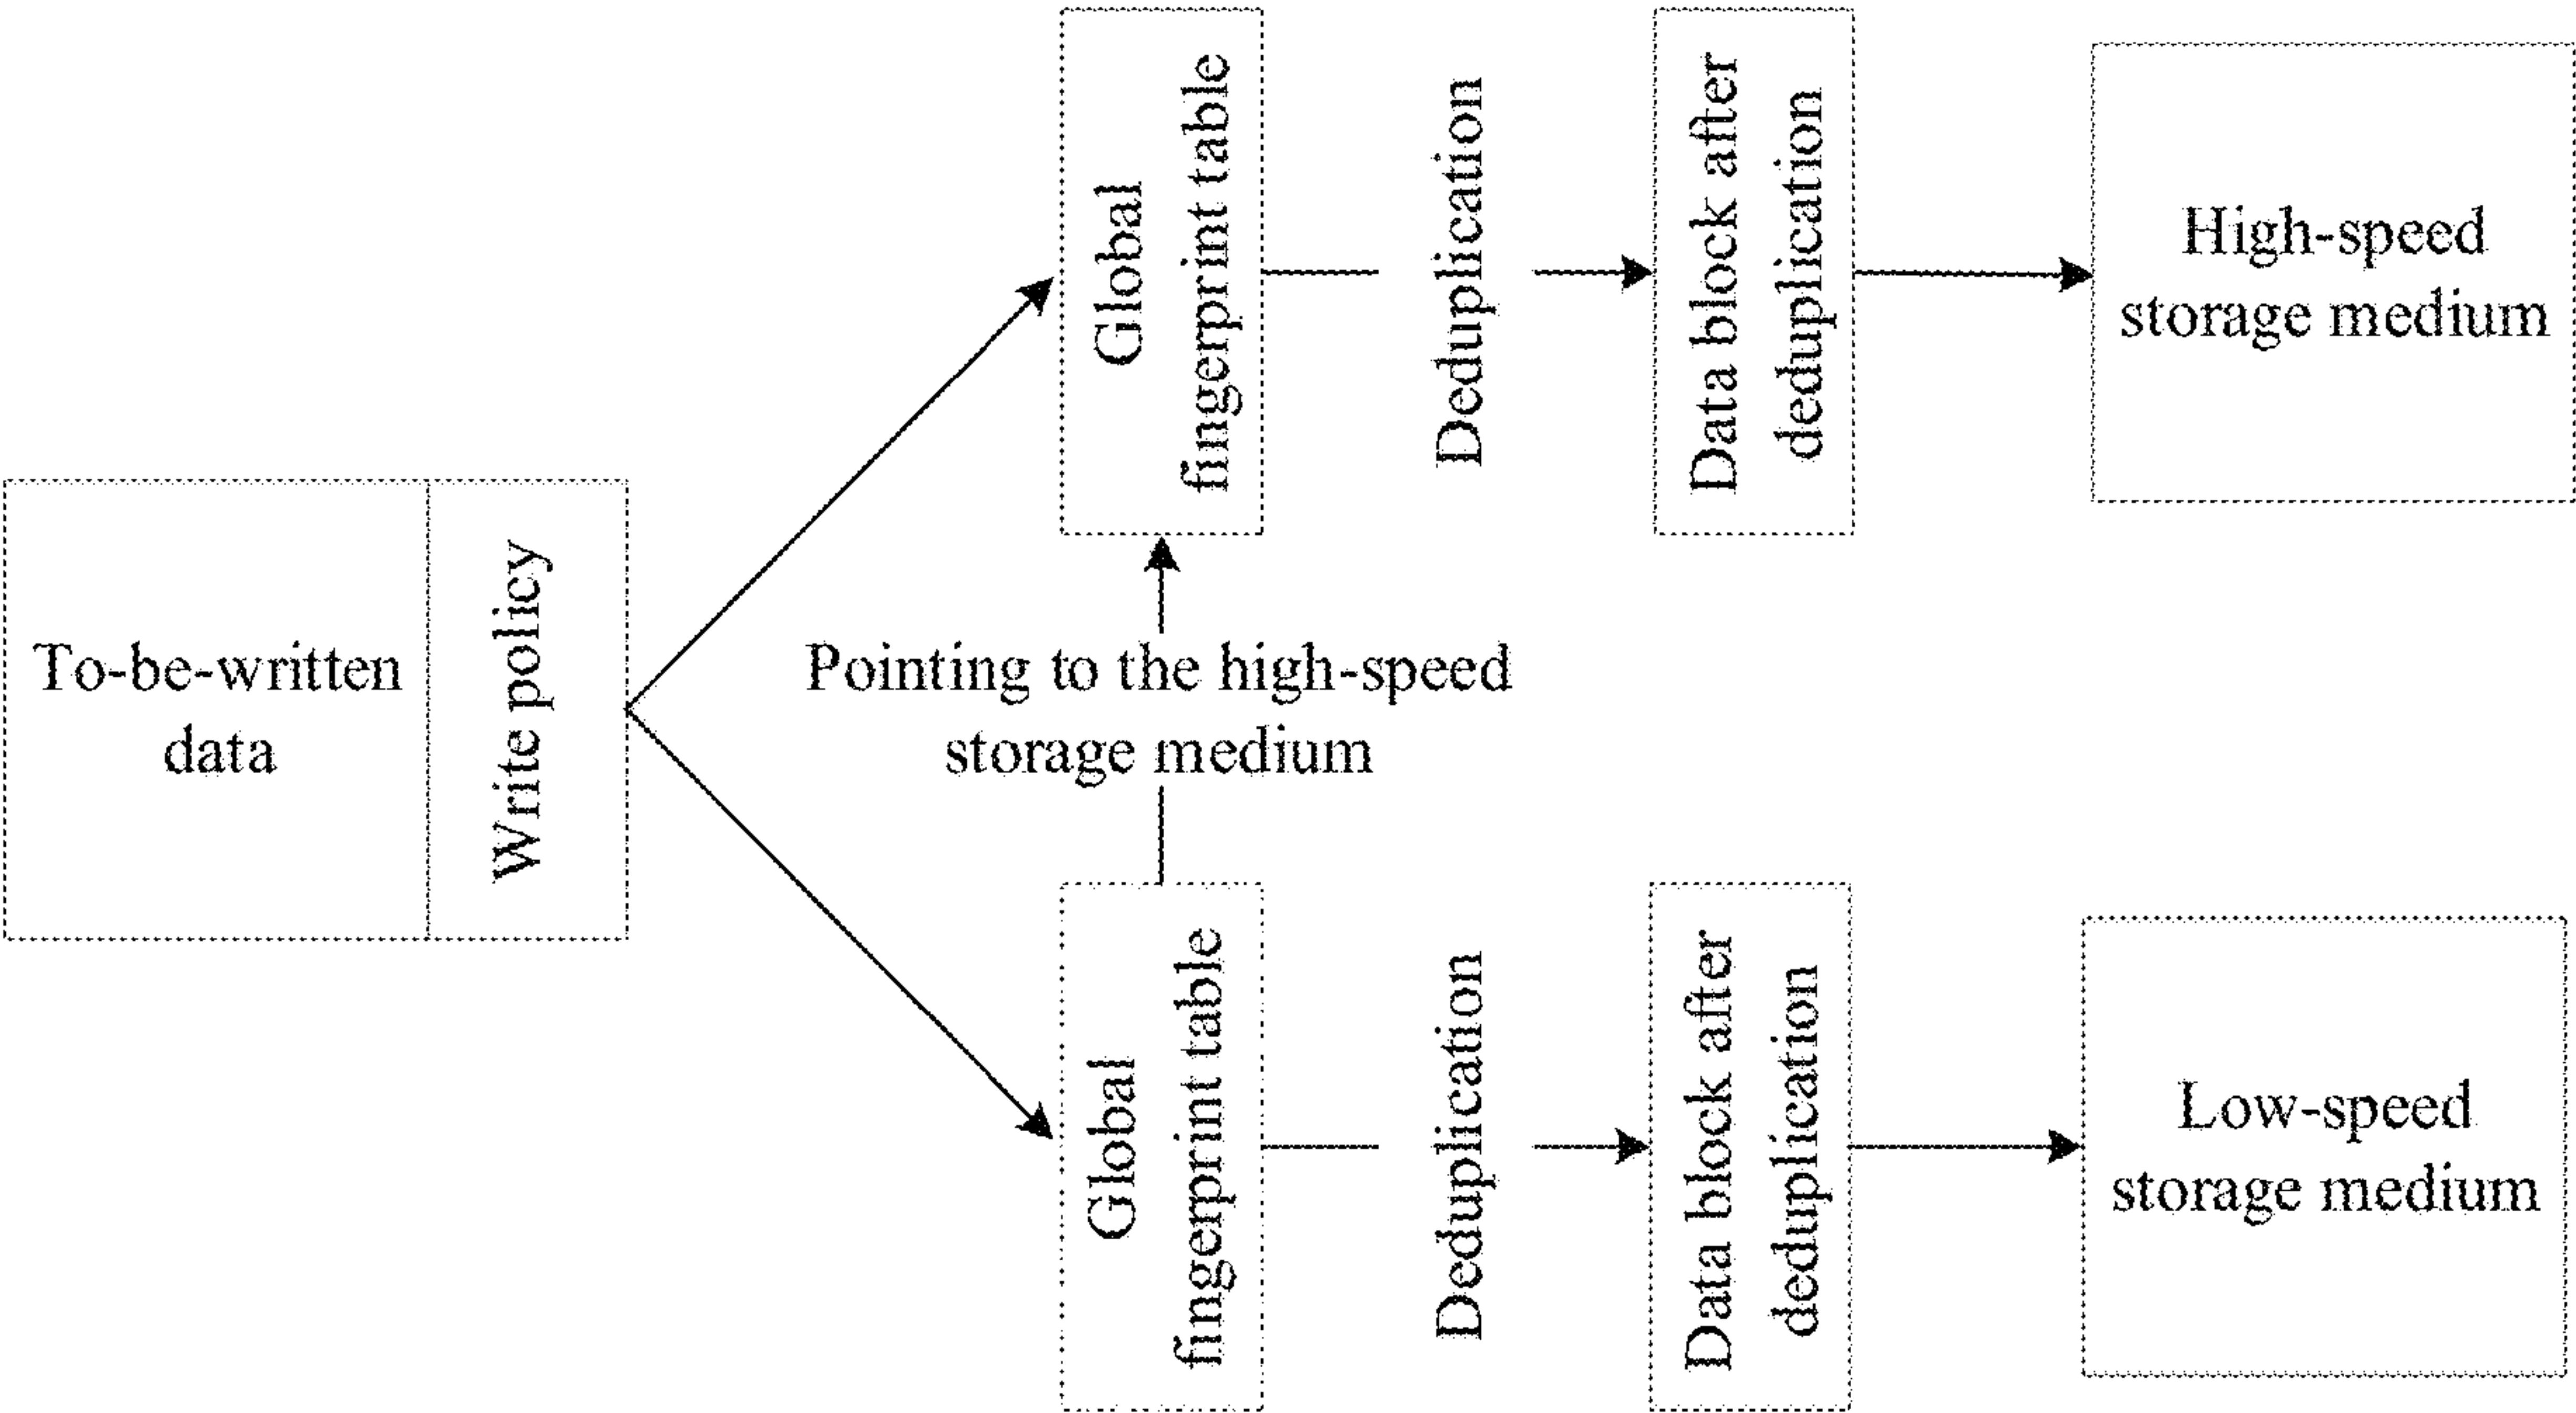 To-be-written
data
Write policy
Global
fingerprint table
Deduplication
Data block after
deduplication
High-speed
storage medium
Pointing to the high-speed
storage medium
Global
fingerprint table
Deduplication
Data block after
deduplication
Low-speed
storage medium